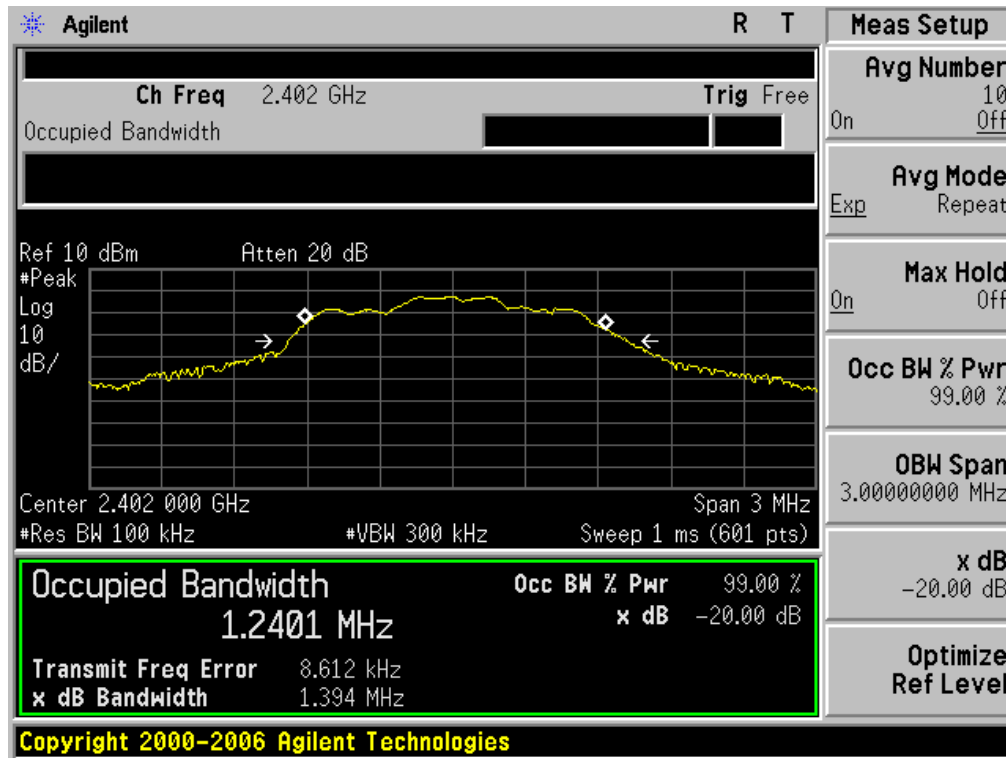 Agilent R T
Ch Freq 2.402 GHz Trig Free
Occupied Bandwidth
Ref 10 dBm Atten 20 dB
#Peak
Log
10
dB/
Center 2.402 000 GHz Span 3 MHz
#Res BW 100 kHz #VBW 300 kHz Sweep 1 ms (601 pts)
Occupied Bandwidth
1.2401 MHz
Occ BW % Pwr 99.00 %
x dB -20.00 dB
Transmit Freq Error 8.612 kHz
x dB Bandwidth 1.394 MHz
Copyright 2000-2006 Agilent Technologies
Meas Setup
Avg Number
10
On Off
Avg Mode
Exp Repeat
Max Hold
On Off
Occ BW % Pwr
99.00 %
OBW Span
3.00000000 MHz
x dB
-20.00 dB
Optimize
Ref Level